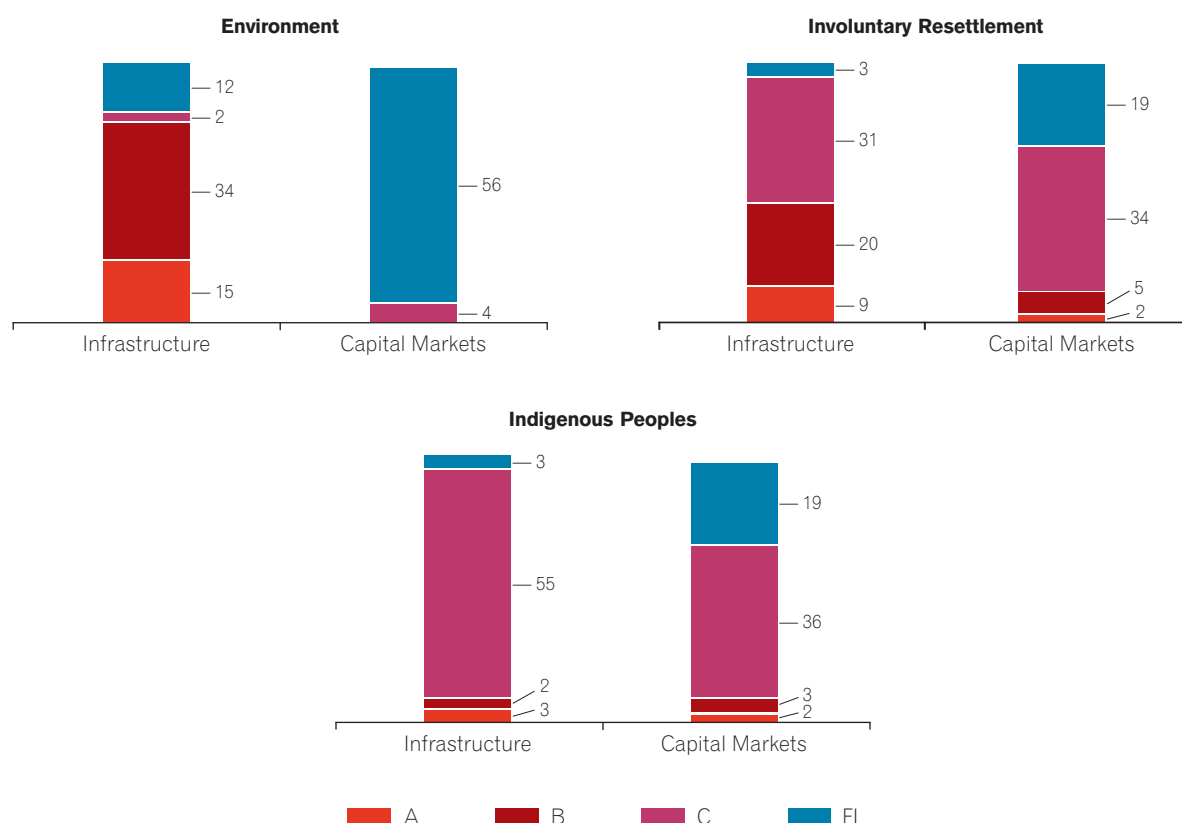 Environment
12
2
34
15
56
4
Infrastructure
Capital Markets
Involuntary Resettlement
3
31
20
9
19
34
5
2
Infrastructure
Capital Markets
Indigenous Peoples
3
55
2
3
19
36
3
2
Infrastructure
Capital Markets
A
B
C
FI